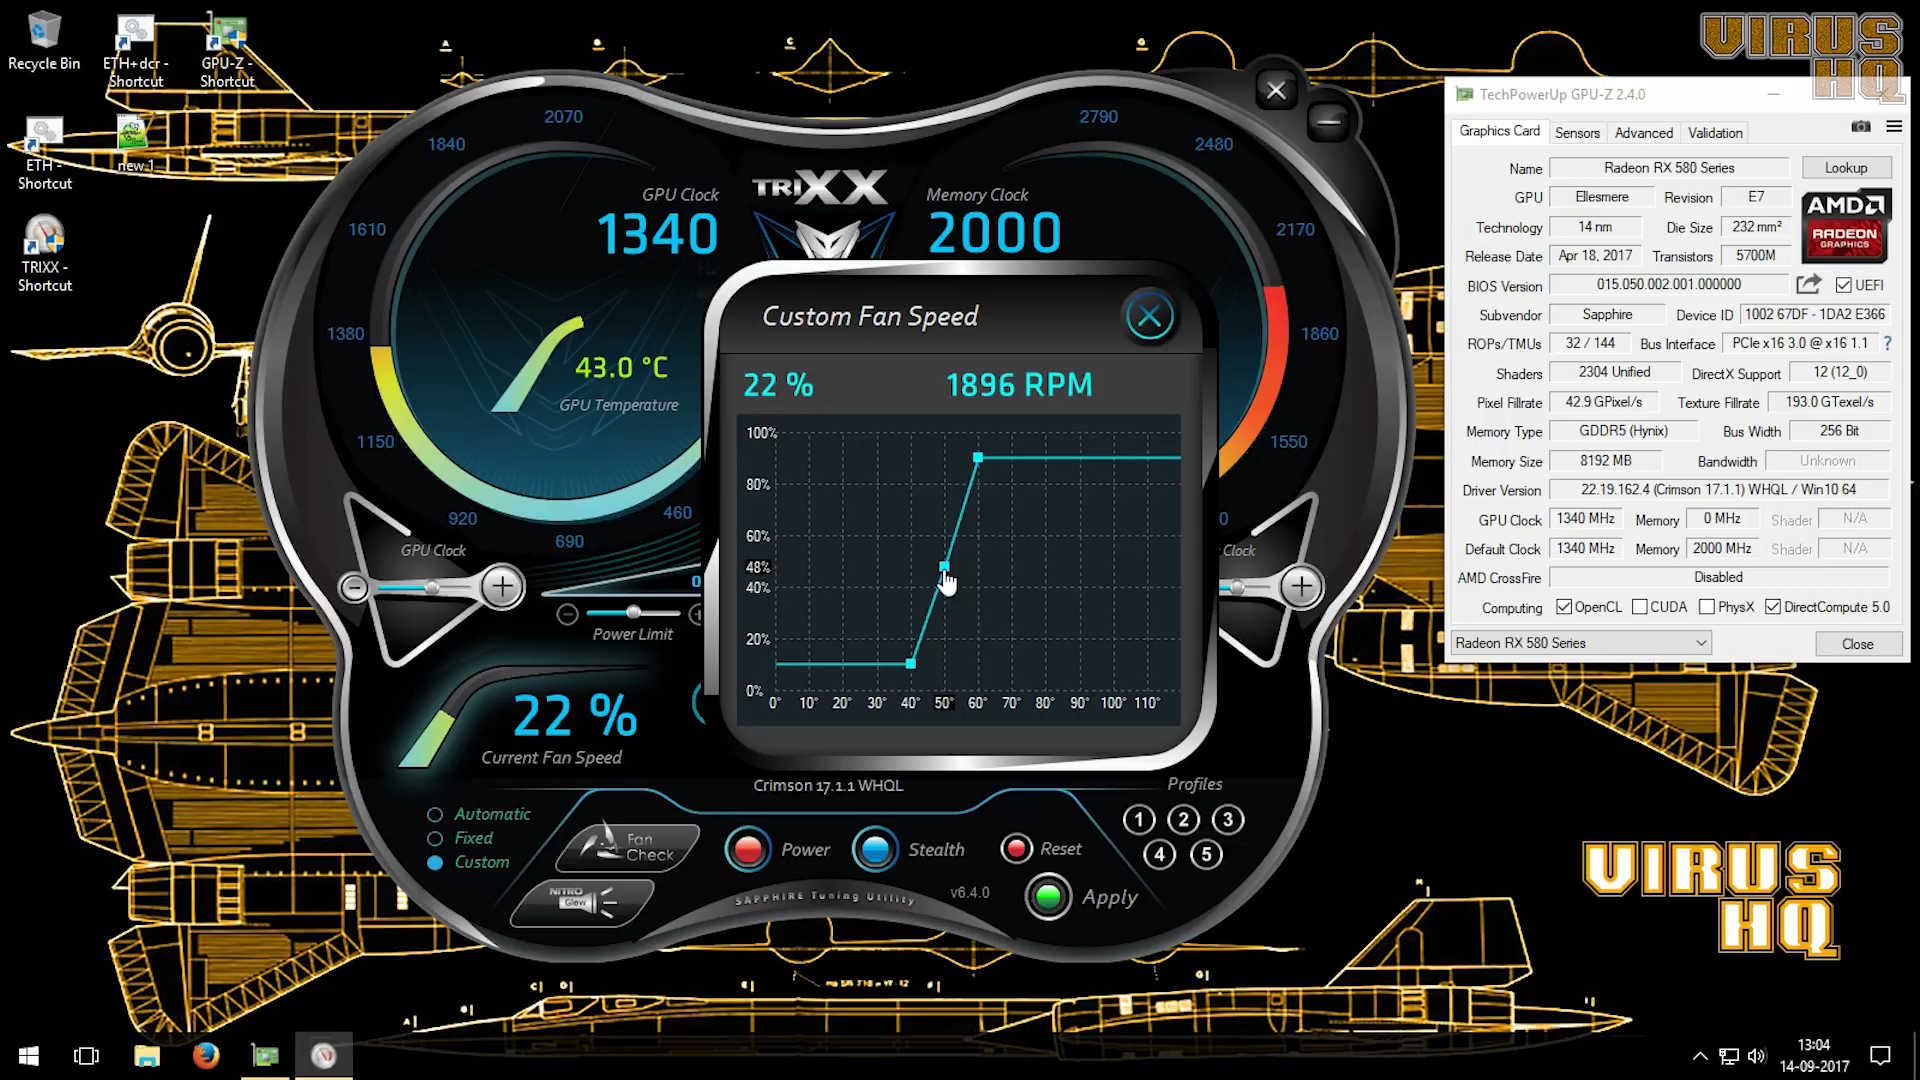 Recycle Bin
ETH+dcr -
Shortcut
GPU-Z -
Shortcut
ETH -
Shortcut
new 1
TRIXX -
Shortcut
VIRUS
HQ
A
C
G
2070
1840
1610
1380
1150
920
690
460
GPU Clock
1340
43.0 °C
GPU Temperature
TRIXX
Memory Clock
2000
2790
2480
2170
1860
1550
0
Custom Fan Speed
22 %
1896 RPM
100%
80%
60%
48%
40%
20%
0%
0° 10° 20° 30° 40° 50° 60° 70° 80° 90° 100° 110°
GPU Clock
Clock
0
Power Limit
22 %
Current Fan Speed
Automatic
Fixed
Custom
Fan
Check
NITRO
Glow
Crimson 17.1.1 WHQL
Power
Stealth
Reset
Apply
SAPPHIRE Tuning Utility
v6.4.0
Profiles
1 2 3
4 5
TechPowerUp GPU-Z 2.4.0
Graphics Card Sensors Advanced Validation
Name Radeon RX 580 Series Lookup
GPU Ellesmere Revision E7
AMD
RADEON
GRAPHICS
Technology 14 nm Die Size 232 mm²
Release Date Apr 18, 2017 Transistors 5700M
BIOS Version 015.050.002.001.000000 UEFI
Subvendor Sapphire Device ID 1002 67DF - 1DA2 E366
ROPs/TMUs 32 / 144 Bus Interface PCIe x16 3.0 @ x16 1.1 ?
Shaders 2304 Unified DirectX Support 12 (12_0)
Pixel Fillrate 42.9 GPixel/s Texture Fillrate 193.0 GTexel/s
Memory Type GDDR5 (Hynix) Bus Width 256 Bit
Memory Size 8192 MB Bandwidth Unknown
Driver Version 22.19.162.4 (Crimson 17.1.1) WHQL / Win10 64
GPU Clock 1340 MHz Memory 0 MHz Shader N/A
Default Clock 1340 MHz Memory 2000 MHz Shader N/A
AMD CrossFire Disabled
Computing OpenCL CUDA PhysX DirectCompute 5.0
Radeon RX 580 Series Close
VIRUS
HQ
13:04
14-09-2017